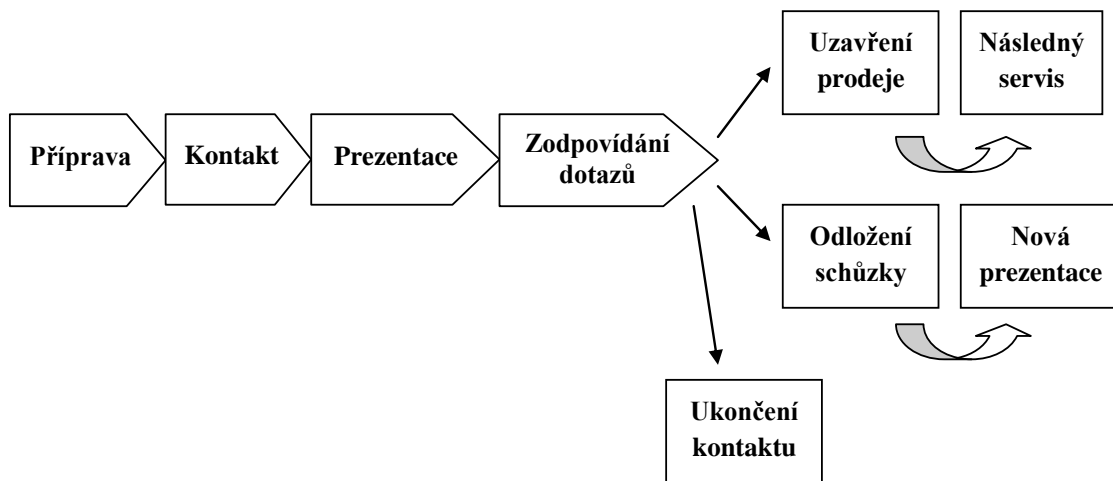 Příprava
Kontakt
Prezentace
Zodpovídání
dotazů
Uzavření
prodeje
Následný
servis
Odložení
schůzky
Nová
prezentace
Ukončení
kontaktu